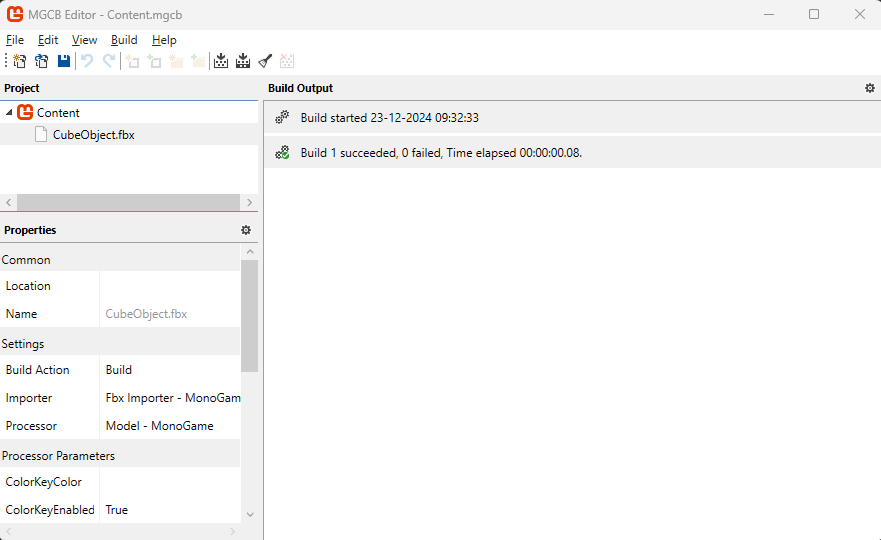 MGCB Editor - Content.mgcb
File Edit View Build Help
Project
Content
CubeObject.fbx
Properties
Common
Location
Name CubeObject.fbx
Settings
Build Action Build
Importer Fbx Importer - MonoGam
Processor Model - MonoGame
Processor Parameters
ColorKeyColor
ColorKeyEnabled True
Build Output
Build started 23-12-2024 09:32:33
Build 1 succeeded, 0 failed, Time elapsed 00:00:00.08.